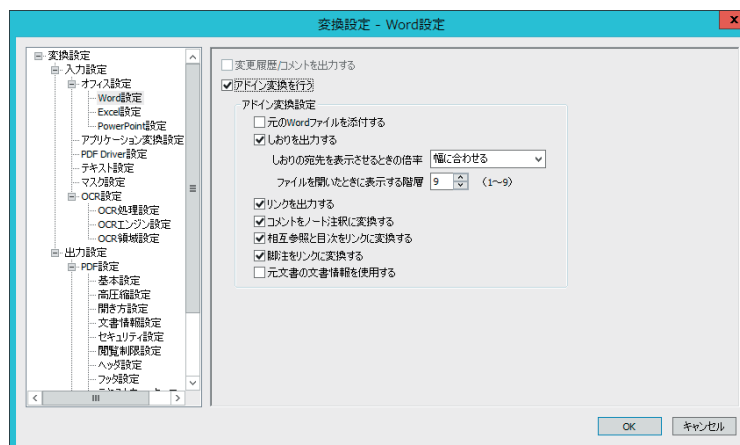 変換設定 - Word設定
x
変換設定
入力設定
オフィス設定
Word設定
Excel設定
PowerPoint設定
アプリケーション変換設定
PDF Driver設定
テキスト設定
マスク設定
OCR設定
OCR処理設定
OCRエンジン設定
OCR領域設定
出力設定
PDF設定
基本設定
高圧縮設定
開き方設定
文書情報設定
セキュリティ設定
閲覧制限設定
ヘッダ設定
フッタ設定
変更履歴/コメントを出力する
アドイン変換を行う
アドイン変換設定
元のWordファイルを添付する
しおりを出力する
しおりの宛先を表示させるときの倍率 幅に合わせる
ファイルを開いたときに表示する階層 9 (1～9)
リンクを出力する
コメントをノート注釈に変換する
相互参照と目次をリンクに変換する
脚注をリンクに変換する
元文書の文書情報を使用する
OK キャンセル